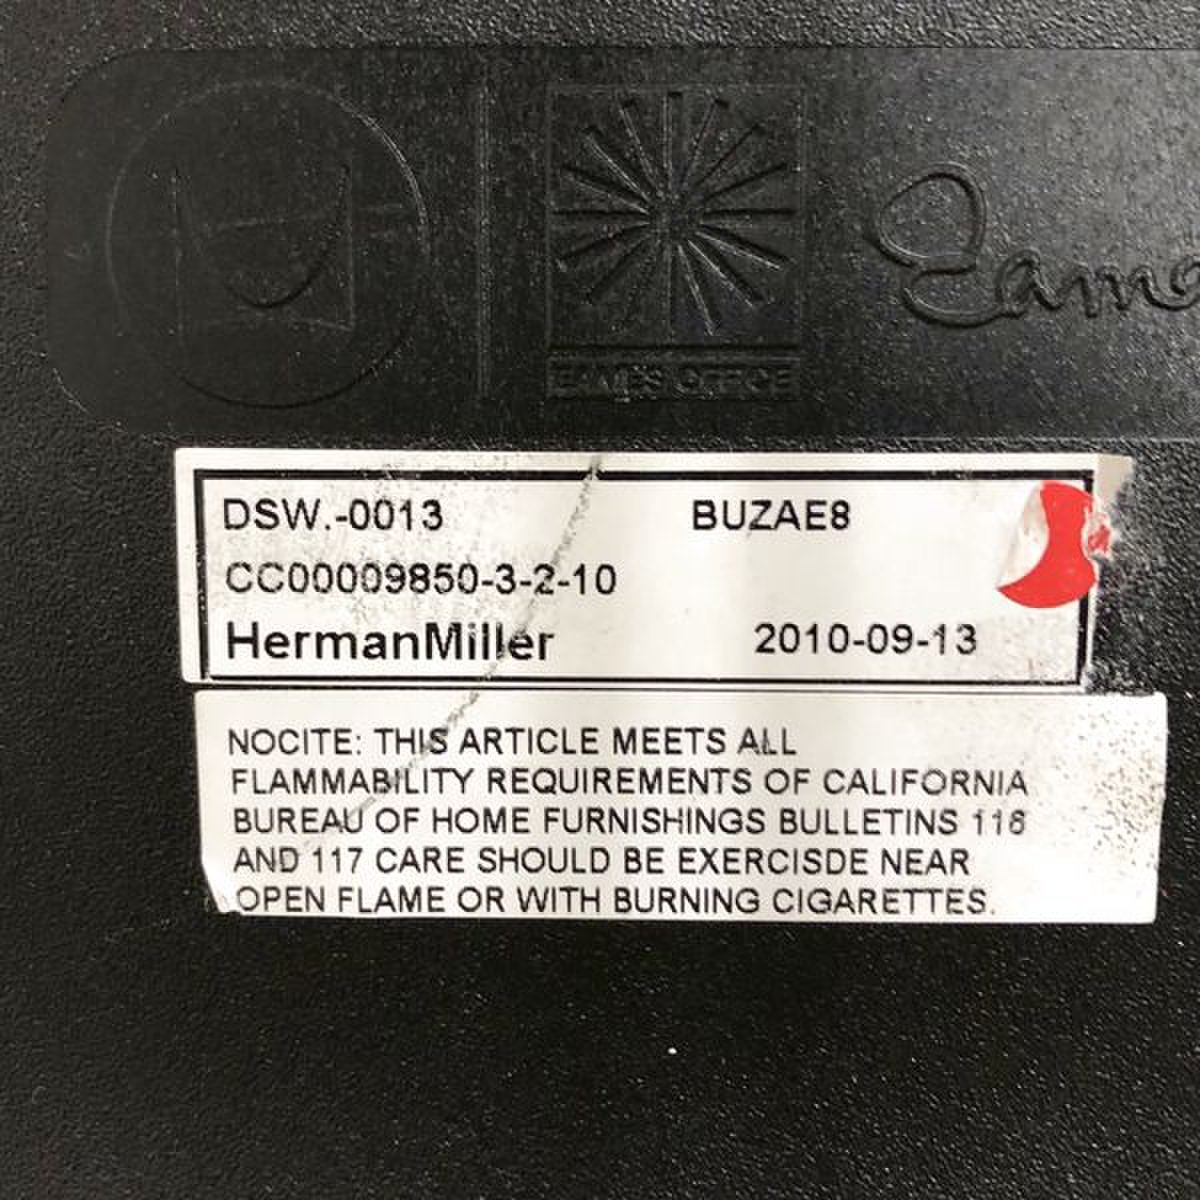 EAMES OFFICE
DSW.-0013 BUZAE8
CC00009850-3-2-10
HermanMiller 2010-09-13
NOCITE: THIS ARTICLE MEETS ALL
FLAMMABILITY REQUIREMENTS OF CALIFORNIA
BUREAU OF HOME FURNISHINGS BULLETINS 116
AND 117 CARE SHOULD BE EXERCISDE NEAR
OPEN FLAME OR WITH BURNING CIGARETTES.